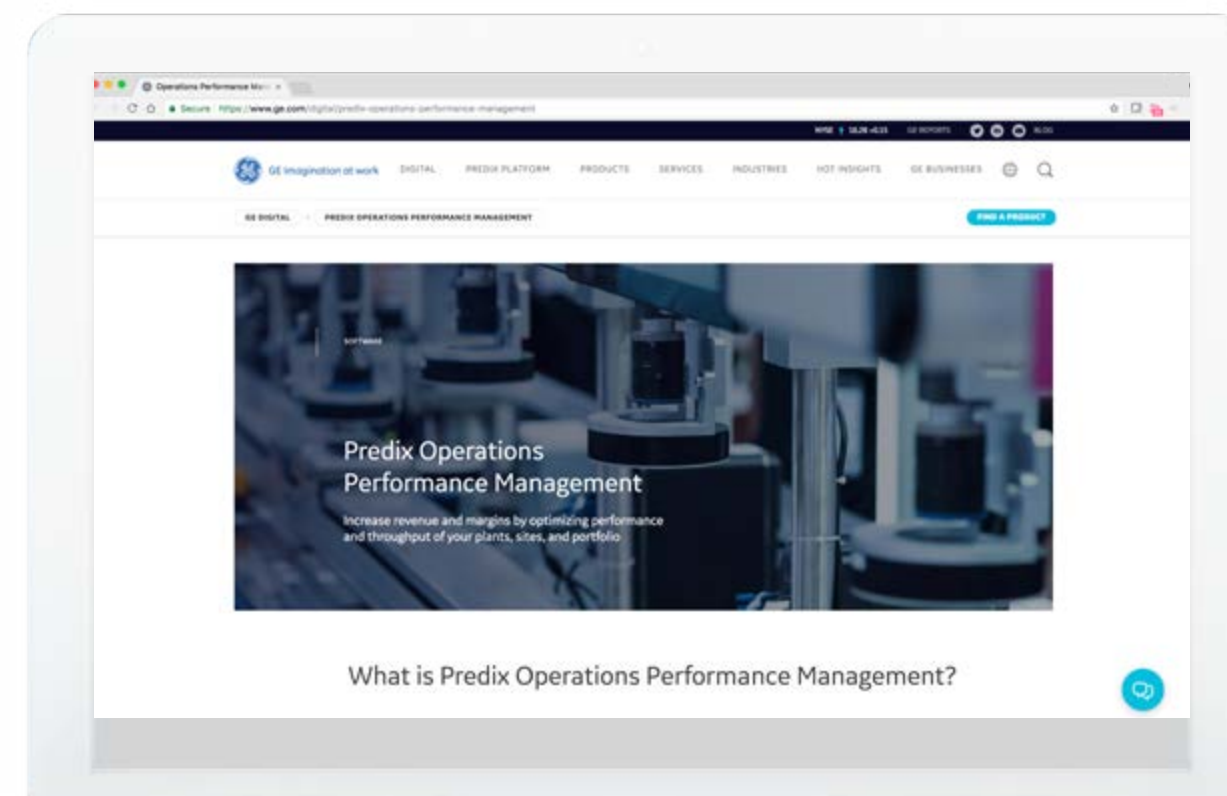 Operations Performance Man
Secure https://www.ge.com/digital/predix-operations-performance-management
NYSE GE REPORTS BLOG
GE imagination at work DIGITAL PREDIX PLATFORM PRODUCTS SERVICES INDUSTRIES HOT INSIGHTS GE BUSINESSES
GE DIGITAL PREDIX OPERATIONS PERFORMANCE MANAGEMENT FIND A PRODUCT
SOFTWARE
Predix Operations
Performance Management
Increase revenue and margins by optimizing performance
and throughput of your plants, sites, and portfolio
What is Predix Operations Performance Management?